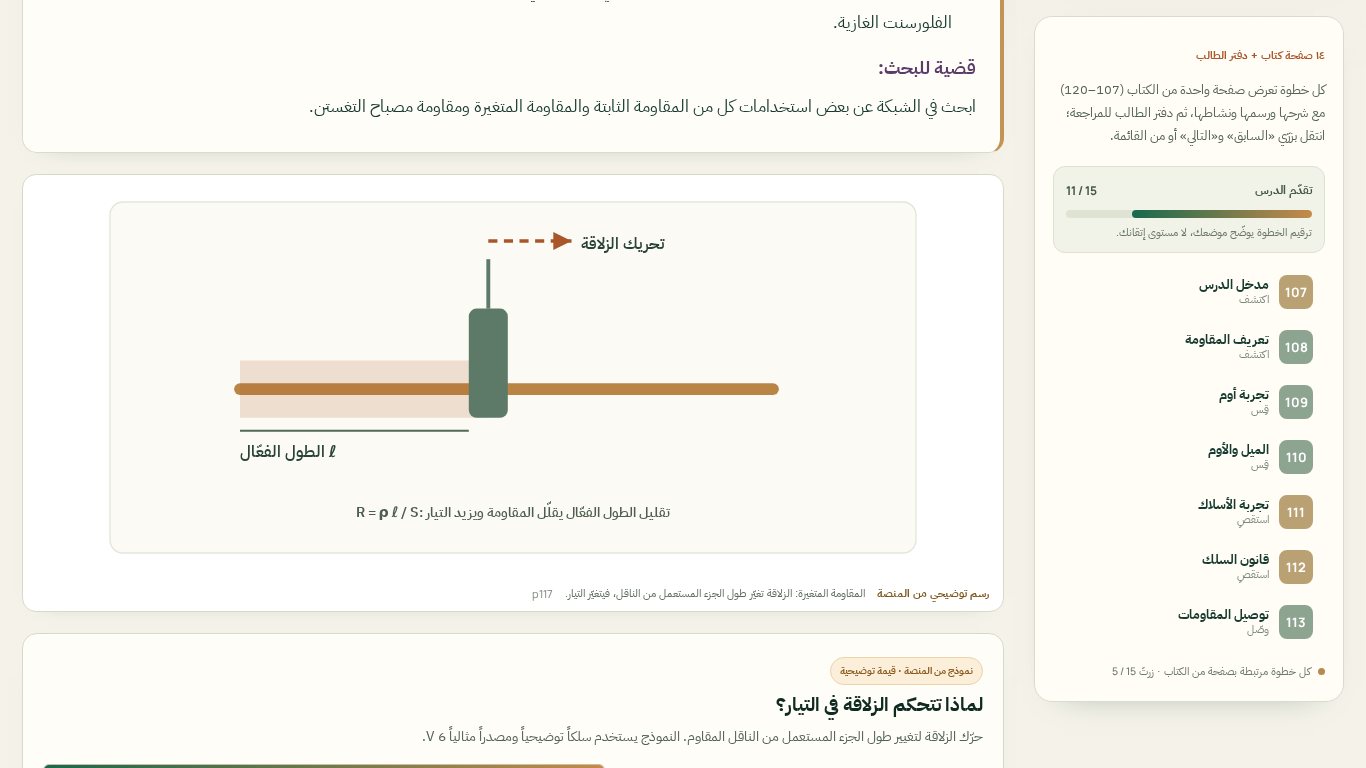 ١٤ صفحة كتاب + دفتر الطالب
كل خطوة تعرض صفحة واحدة من الكتاب (107–120)
مع شرحها ورسمها ونشاطها، ثم دفتر الطالب للمراجعة؛
انتقل بزرّي «السابق» و«التالي» أو من القائمة.
تقدّم الدرس 11 / 15
ترقيم الخطوة يوضّح موضعك، لا مستوى إتقانك.
107 مدخل الدرس
اكتشف
108 تعريف المقاومة
اكتشف
109 تجربة أوم
قِس
110 الميل والأوم
قِس
111 تجربة الأسلاك
استقصِ
112 قانون السلك
استقصِ
113 توصيل المقاومات
وصّل
كل خطوة مرتبطة بصفحة من الكتاب · زرتَ 15 / 5
الفلورسنت الغازية.
قضية للبحث:
ابحث في الشبكة عن بعض استخدامات كل من المقاومة الثابتة والمقاومة المتغيرة ومقاومة مصباح التغستن.
تحريك الزلاقة
ℓ الطول الفعّال
تقليل الطول الفعّال يقلّل المقاومة ويزيد التيار: R = ρ ℓ / S
رسم توضيحي من المنصة المقاومة المتغيرة: الزلاقة تغيّر طول الجزء المستعمل من الناقل، فيتغيّر التيار. p117
نموذج من المنصة · قيمة توضيحية
لماذا تتحكم الزلاقة في التيار؟
حرّك الزلاقة لتغيير طول الجزء المستعمل من الناقل المقاوم. النموذج يستخدم سلكاً توضيحياً ومصدراً مثالياً 6 V.